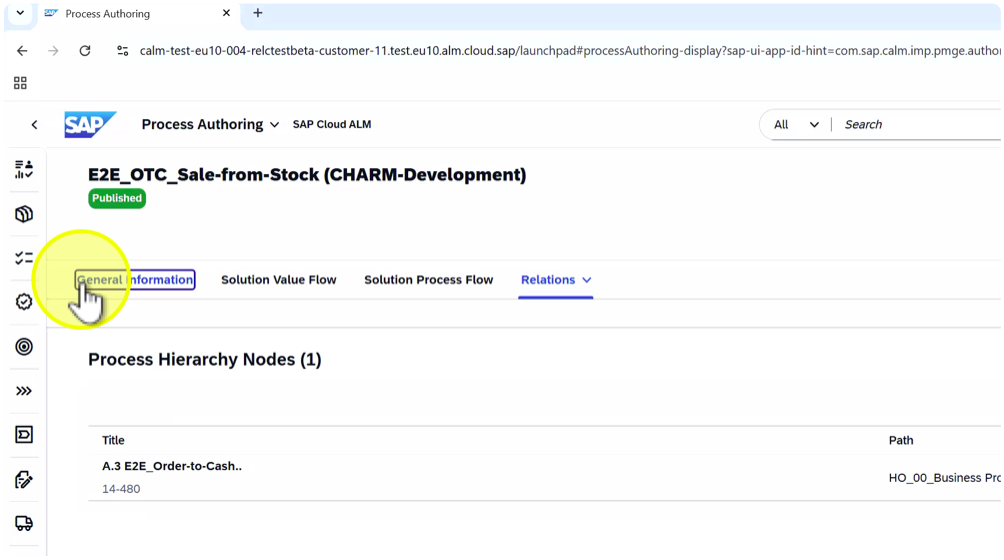 Process Authoring
calm-test-eu10-004-relctestbeta-customer-11.test.eu10.alm.cloud.sap/launchpad#processAuthoring-display?sap-ui-app-id-hint=com.sap.calm.imp.pmge.author
SAP Process Authoring SAP Cloud ALM All Search
E2E_OTC_Sale-from-Stock (CHARM-Development)
Published
General Information Solution Value Flow Solution Process Flow Relations
Process Hierarchy Nodes (1)
Title Path
A.3 E2E_Order-to-Cash..
14-480 HO_00_Business Pro